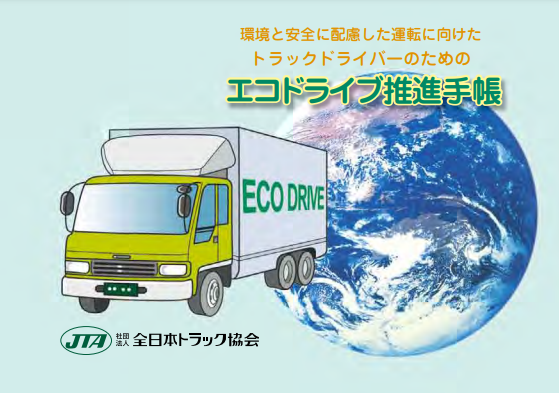 環境と安全に配慮した運転に向けた
トラックドライバーのための
エコドライブ推進手帳
ECO DRIVE
JTA 社団法人 全日本トラック協会